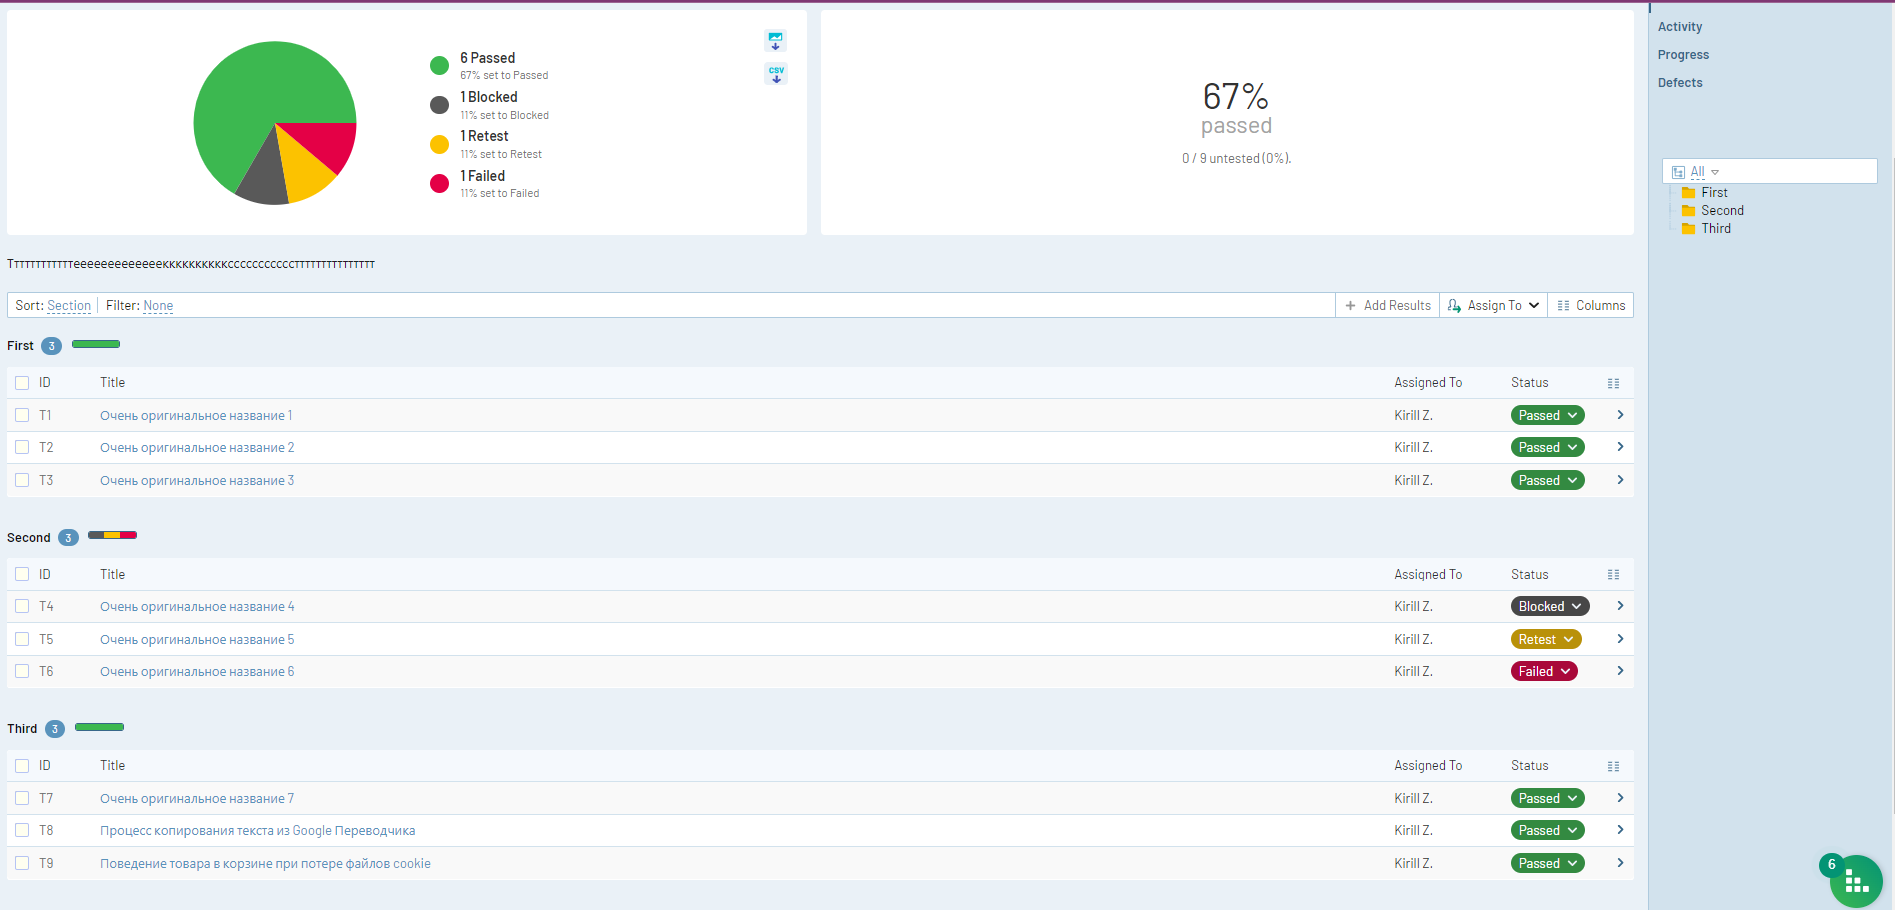 6 Passed
67% set to Passed
1 Blocked
11% set to Blocked
1 Retest
11% set to Retest
1 Failed
11% set to Failed
CSV
67%
passed
0 / 9 untested (0%).
Activity
Progress
Defects
All
First
Second
Third
Sort: Section Filter: None
Add Results Assign To Columns
First 3
ID Title Assigned To Status
T1 Очень оригинальное название 1 Kirill Z. Passed
T2 Очень оригинальное название 2 Kirill Z. Passed
T3 Очень оригинальное название 3 Kirill Z. Passed
Second 3
ID Title Assigned To Status
T4 Очень оригинальное название 4 Kirill Z. Blocked
T5 Очень оригинальное название 5 Kirill Z. Retest
T6 Очень оригинальное название 6 Kirill Z. Failed
Third 3
ID Title Assigned To Status
T7 Очень оригинальное название 7 Kirill Z. Passed
T8 Процесс копирования текста из Google Переводчика Kirill Z. Passed
T9 Поведение товара в корзине при потере файлов cookie Kirill Z. Passed
6